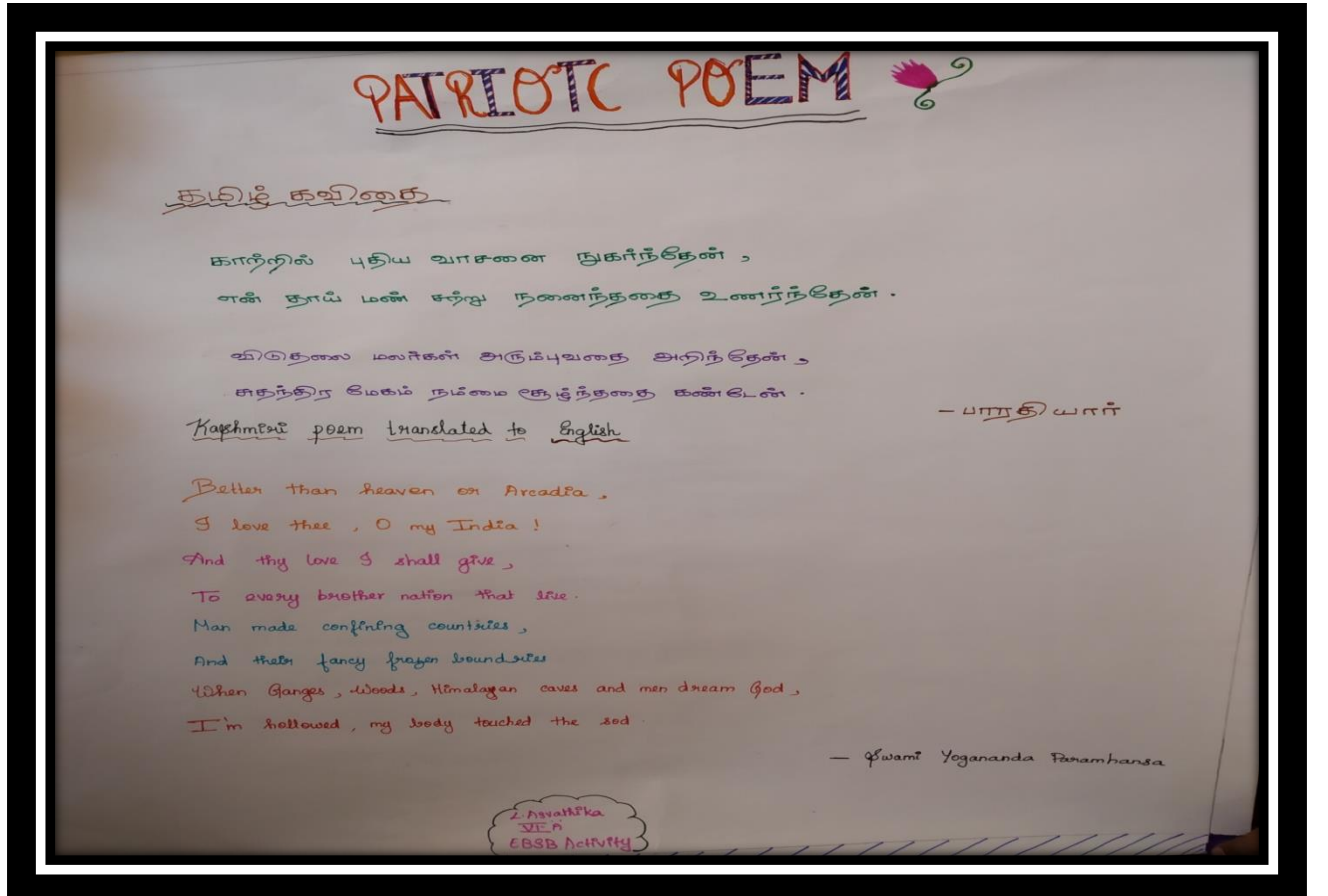 PATRIOTC POEM
தமிழ் கவிதை
காற்றில் புதிய வாசனை நுகர்ந்தேன் ,
என் தாய் மண் சற்று நனைந்ததை உணர்ந்தேன் .
விடுதலை மலர்கள் அரும்புவதை அறிந்தேன் ,
சுதந்திர மேகம் நம்மை சூழ்ந்ததை கண்டேன் .
- பாரதியார்
Kashmiri poem translated to English
Better than heaven or Arcadia ,
I love thee , O my India !
And thy love I shall give ,
To every brother nation that live .
Man made confining countries ,
And their fancy frozen boundries
When Ganges , Woods , Himalayan caves and men dream God ,
I'm hollowed , my body touched the sod .
- Swami Yogananda Paramhansa
L. Asvathika
VI-A
EBSB Activity